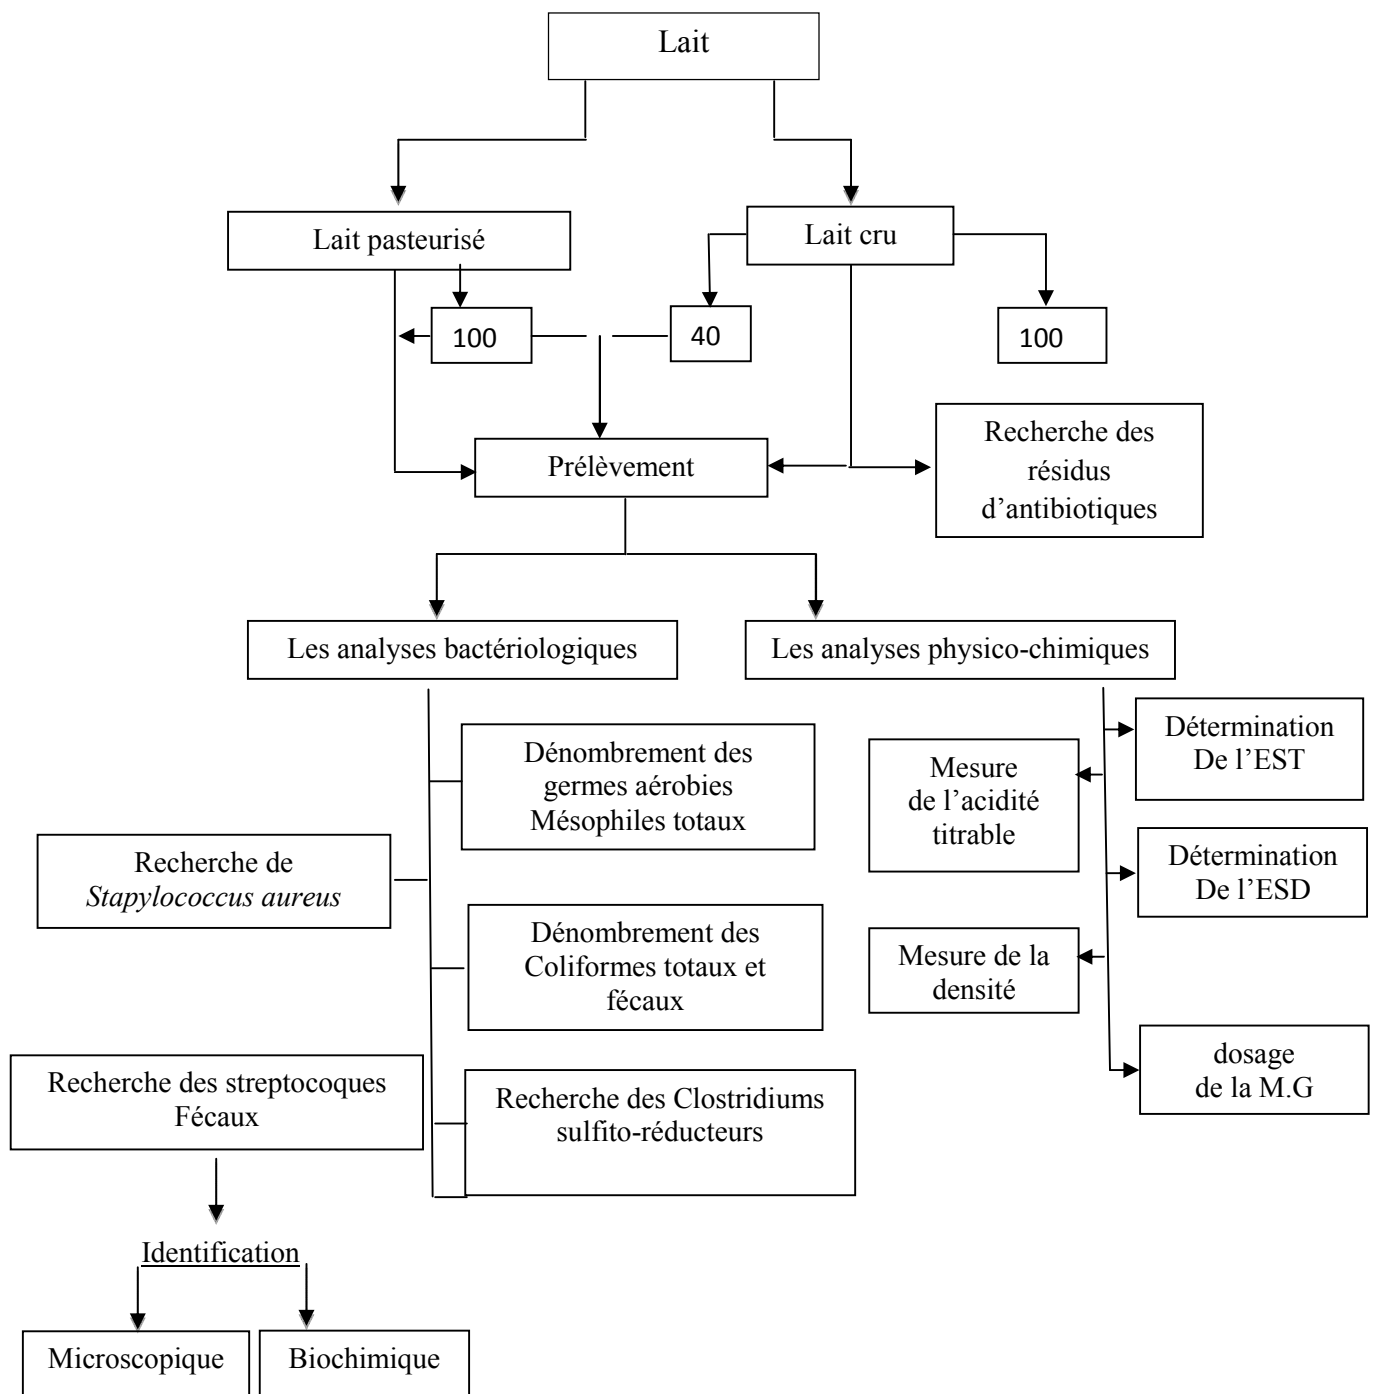 Lait
Lait pasteurisé
Lait cru
100
40
100
Prélèvement
Recherche des
résidus
d’antibiotiques
Les analyses bactériologiques
Les analyses physico-chimiques
Dénombrement des
germes aérobies
Mésophiles totaux
Recherche de
Stapylococcus aureus
Dénombrement des
Coliformes totaux et
fécaux
Recherche des streptocoques
Fécaux
Recherche des Clostridiums
sulfito-réducteurs
Identification
Microscopique
Biochimique
Mesure
de l’acidité
titrable
Détermination
De l’EST
Détermination
De l’ESD
Mesure de la
densité
dosage
de la M.G